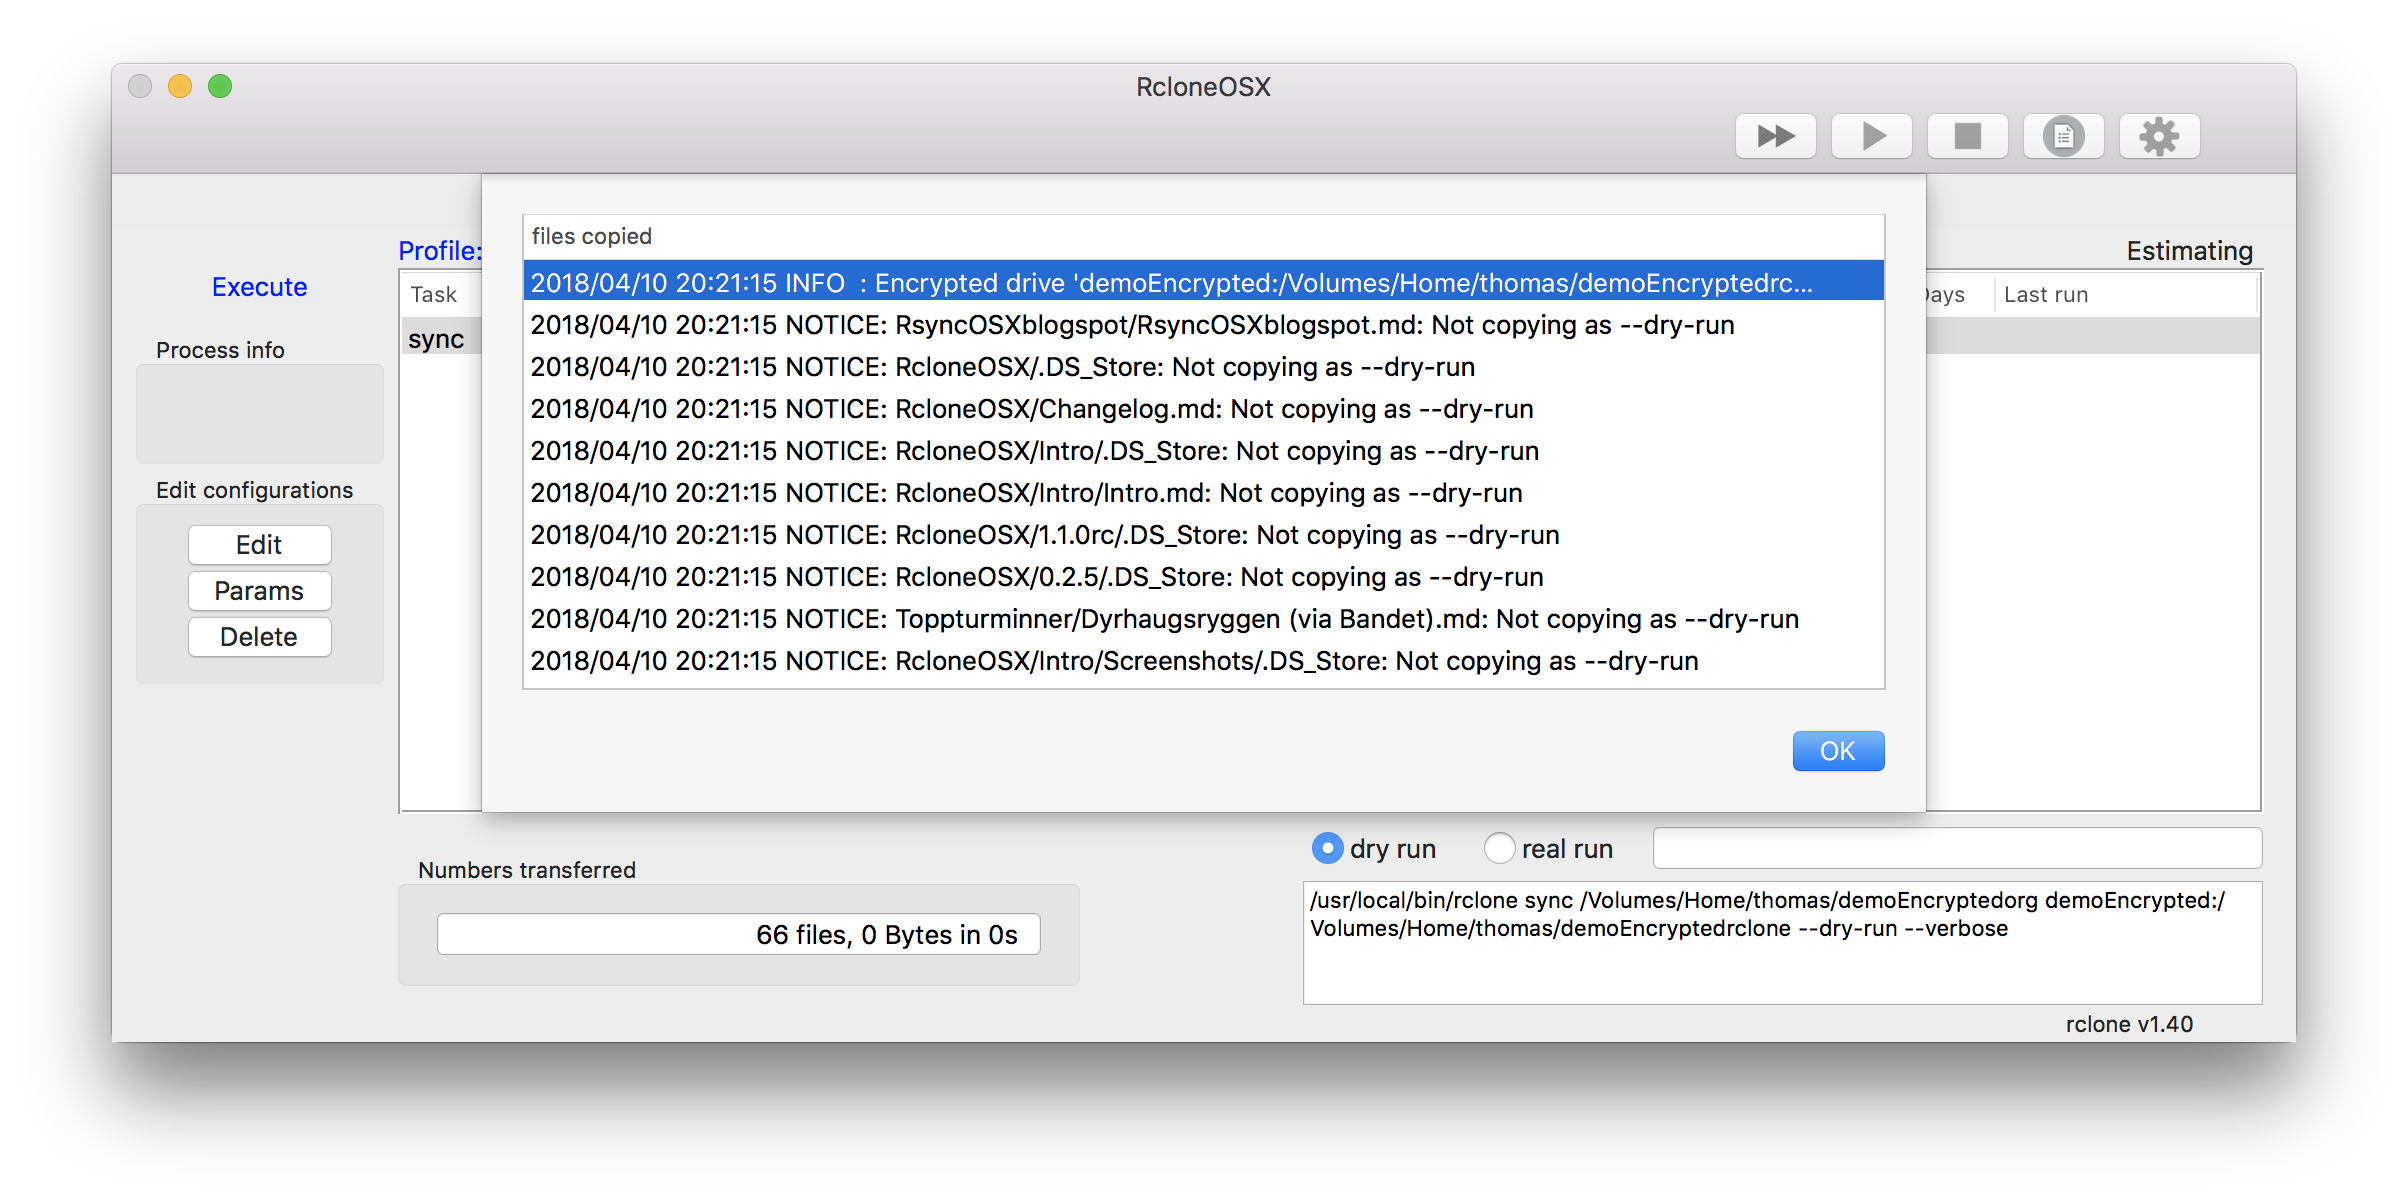 RcloneOSX
Profile:
Estimating
Execute
Task
Last run
sync
Process info
Edit configurations
Edit
Params
Delete
files copied
2018/04/10 20:21:15 INFO  : Encrypted drive 'demoEncrypted:/Volumes/Home/thomas/demoEncryptedrc...
2018/04/10 20:21:15 NOTICE: RsyncOSXblogspot/RsyncOSXblogspot.md: Not copying as --dry-run
2018/04/10 20:21:15 NOTICE: RcloneOSX/.DS_Store: Not copying as --dry-run
2018/04/10 20:21:15 NOTICE: RcloneOSX/Changelog.md: Not copying as --dry-run
2018/04/10 20:21:15 NOTICE: RcloneOSX/Intro/.DS_Store: Not copying as --dry-run
2018/04/10 20:21:15 NOTICE: RcloneOSX/Intro/Intro.md: Not copying as --dry-run
2018/04/10 20:21:15 NOTICE: RcloneOSX/1.1.0rc/.DS_Store: Not copying as --dry-run
2018/04/10 20:21:15 NOTICE: RcloneOSX/0.2.5/.DS_Store: Not copying as --dry-run
2018/04/10 20:21:15 NOTICE: Toppturminner/Dyrhaugsryggen (via Bandet).md: Not copying as --dry-run
2018/04/10 20:21:15 NOTICE: RcloneOSX/Intro/Screenshots/.DS_Store: Not copying as --dry-run
OK
dry run
real run
Numbers transferred
66 files, 0 Bytes in 0s
/usr/local/bin/rclone sync /Volumes/Home/thomas/demoEncryptedorg demoEncrypted:/
Volumes/Home/thomas/demoEncryptedrclone --dry-run --verbose
rclone v1.40